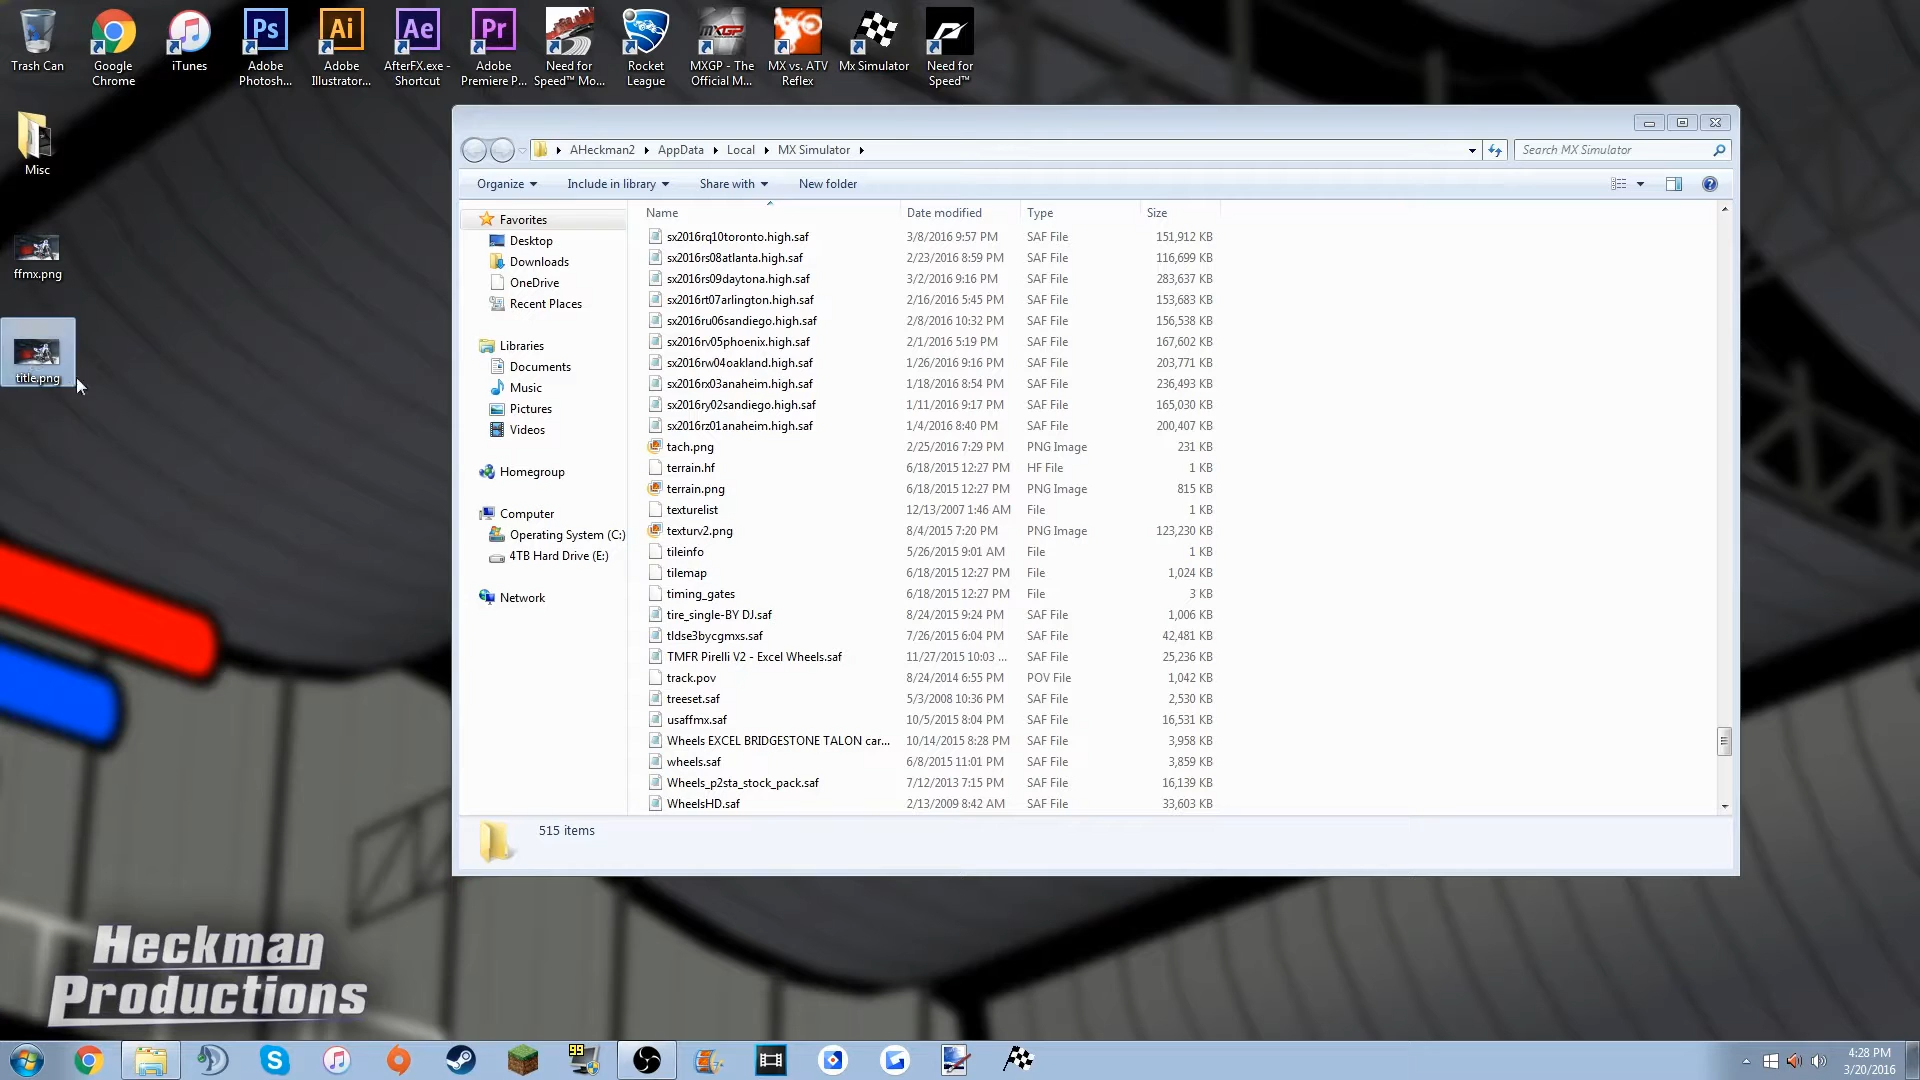 Trash Can
Google Chrome
iTunes
Adobe Photosh...
Adobe Illustrator...
AfterFX.exe - Shortcut
Adobe Premiere P...
Need for Speed™ Mo...
Rocket League
MXGP - The Official M...
MX vs. ATV Reflex
Mx Simulator
Need for Speed™
Ps
Ai
Ae
Pr
MXGP
Misc
ffmx.png
title.png
AHeckman2
AppData
Local
MX Simulator
Search MX Simulator
Organize
Include in library
Share with
New folder
Favorites
Desktop
Downloads
OneDrive
Recent Places
Libraries
Documents
Music
Pictures
Videos
Homegroup
Computer
Operating System (C:)
4TB Hard Drive (E:)
Network
Name Date modified Type Size
sx2016rq10toronto.high.saf 3/8/2016 9:57 PM SAF File 151,912 KB
sx2016rs08atlanta.high.saf 2/23/2016 8:59 PM SAF File 116,699 KB
sx2016rs09daytona.high.saf 3/2/2016 9:16 PM SAF File 283,637 KB
sx2016rt07arlington.high.saf 2/16/2016 5:45 PM SAF File 153,683 KB
sx2016ru06sandiego.high.saf 2/8/2016 10:32 PM SAF File 156,538 KB
sx2016rv05phoenix.high.saf 2/1/2016 5:19 PM SAF File 167,602 KB
sx2016rw04oakland.high.saf 1/26/2016 9:16 PM SAF File 203,771 KB
sx2016rx03anaheim.high.saf 1/18/2016 8:54 PM SAF File 236,493 KB
sx2016ry02sandiego.high.saf 1/11/2016 9:17 PM SAF File 165,030 KB
sx2016rz01anaheim.high.saf 1/4/2016 8:40 PM SAF File 200,407 KB
tach.png 2/25/2016 7:29 PM PNG Image 231 KB
terrain.hf 6/18/2015 12:27 PM HF File 1 KB
terrain.png 6/18/2015 12:27 PM PNG Image 815 KB
texturelist 12/13/2007 1:46 AM File 1 KB
texturv2.png 8/4/2015 7:20 PM PNG Image 123,230 KB
tileinfo 5/26/2015 9:01 AM File 1 KB
tilemap 6/18/2015 12:27 PM File 1,024 KB
timing_gates 6/18/2015 12:27 PM File 3 KB
tire_single-BY DJ.saf 8/24/2015 9:24 PM SAF File 1,006 KB
tldse3bycgmxs.saf 7/26/2015 6:04 PM SAF File 42,481 KB
TMFR Pirelli V2 - Excel Wheels.saf 11/27/2015 10:03 ... SAF File 25,236 KB
track.pov 8/24/2014 6:55 PM POV File 1,042 KB
treeset.saf 5/3/2008 10:36 PM SAF File 2,530 KB
usaffmx.saf 10/5/2015 8:04 PM SAF File 16,531 KB
Wheels EXCEL BRIDGESTONE TALON car... 10/14/2015 8:28 PM SAF File 3,958 KB
wheels.saf 6/8/2015 11:01 PM SAF File 3,859 KB
Wheels_p2sta_stock_pack.saf 7/12/2013 7:15 PM SAF File 16,139 KB
WheelsHD.saf 2/13/2009 8:42 AM SAF File 33,603 KB
515 items
Heckman
Productions
99
4:28 PM
3/20/2016